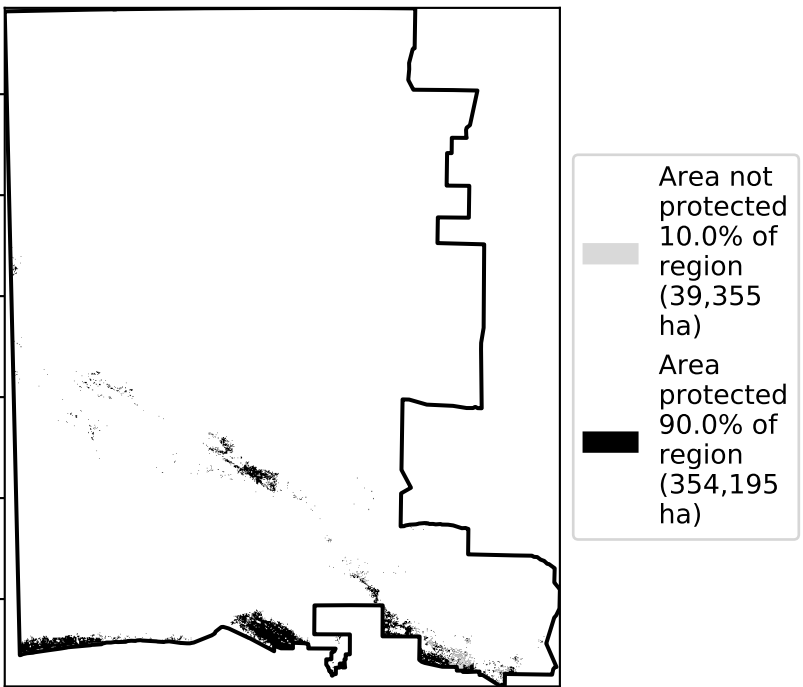 Area not
protected
10.0% of
region
(39,355
ha)
Area
protected
90.0% of
region
(354,195
ha)